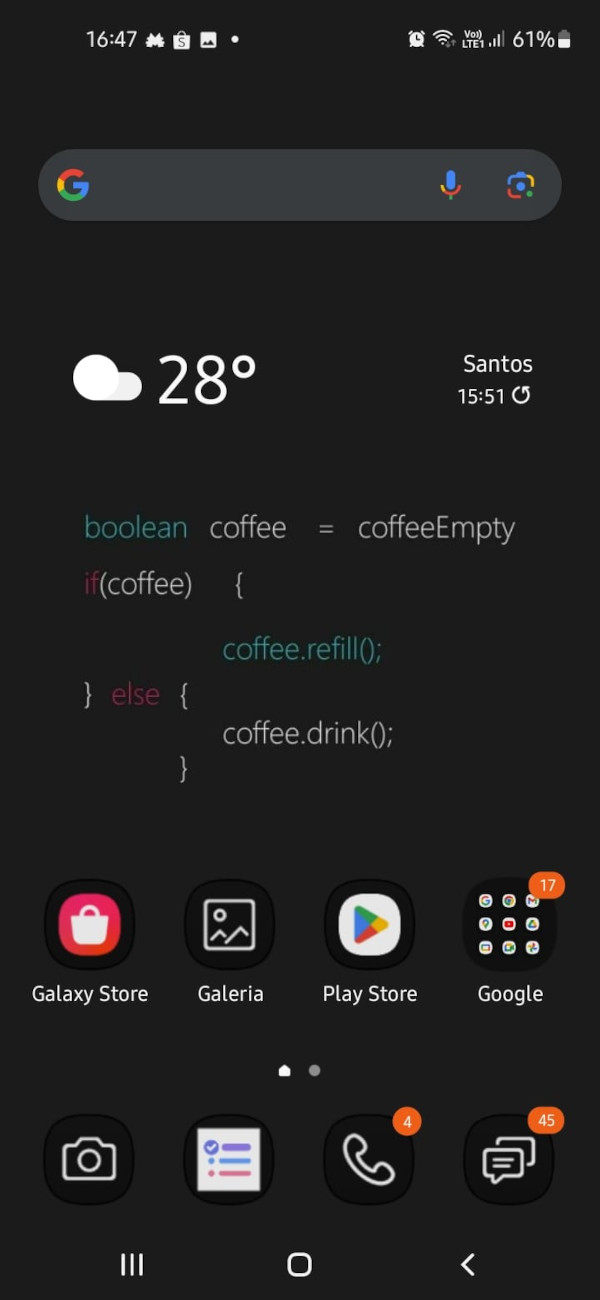 16:47 61%
28°
Santos
15:51
boolean coffee = coffeeEmpty
if(coffee) {
coffee.refill();
} else {
coffee.drink();
}
17
Galaxy Store Galeria Play Store Google
4 45